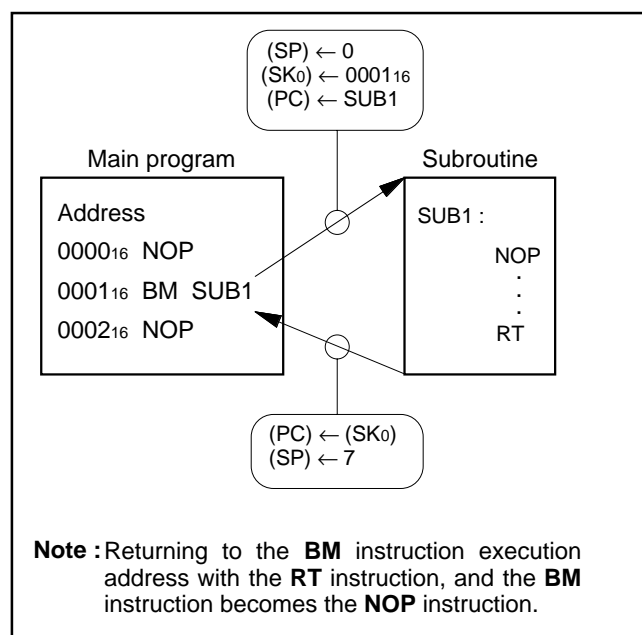 (SP) ← 0
(SK0) ← 000116
(PC) ← SUB1
Main program
Subroutine
Address
000016 NOP
000116 BM SUB1
000216 NOP
SUB1 :
NOP
.
.
.
RT
(PC) ← (SK0)
(SP) ← 7
Note : Returning to the BM instruction execution
address with the RT instruction, and the BM
instruction becomes the NOP instruction.